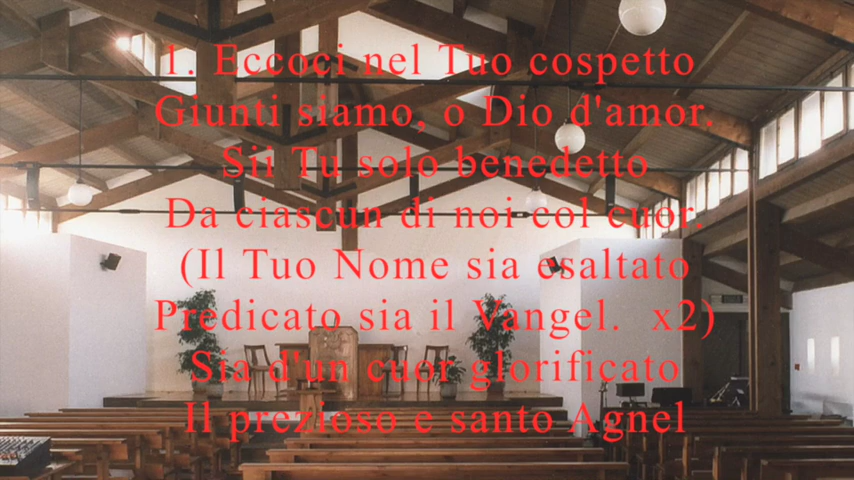 1. Eccoci nel Tuo cospetto
Giunti siamo, o Dio d'amor.
Sii Tu solo benedetto
Da ciascun di noi col cuor.
(Il Tuo Nome sia esaltato
Predicato sia il Vangel.  x2)
Sia d'un cuor glorificato
Il prezioso e santo Agnel